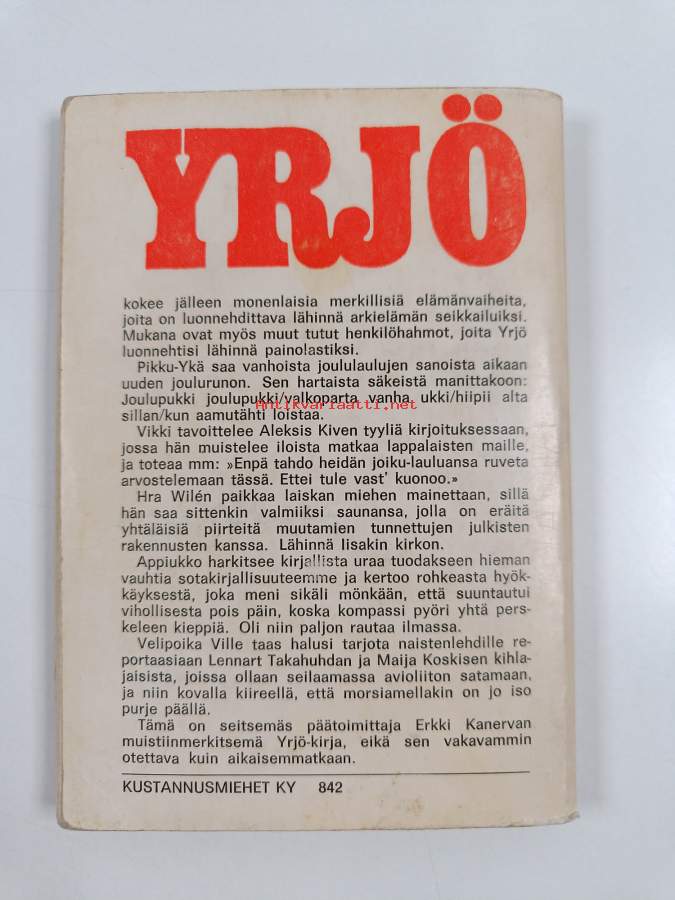 YRJÖ
kokee jälleen monenlaisia merkillisiä elämänvaiheita,
joita on luonnehdittava lähinnä arkielämän seikkailuiksi.
Mukana ovat myös muut tutut henkilöhahmot, joita Yrjö
luonnehtisi lähinnä painolastiksi.
Pikku-Ykä saa vanhoista joululaulujen sanoista aikaan
uuden joulurunon. Sen hartaista säkeistä manittakoon:
Joulupukki joulupukki/valkoparta vanha ukki/hiipii alta
sillan/kun aamutähti loistaa.
Antikvariaatti.net
Vikki tavoittelee Aleksis Kiven tyyliä kirjoituksessaan,
jossa hän muistelee iloista matkaa lappalaisten maille,
ja toteaa mm: »Enpä tahdo heidän joiku-lauluansa ruveta
arvostelemaan tässä. Ettei tule vast' kuonoo.»
Hra Wilén paikkaa laiskan miehen mainettaan, sillä
hän saa sittenkin valmiiksi saunansa, jolla on eräitä
yhtäläisiä piirteitä muutamien tunnettujen julkisten
rakennusten kanssa. Lähinnä Iisakin kirkon.
Appiukko harkitsee kirjallista uraa tuodakseen hieman
vauhtia sotakirjallisuuteemme ja kertoo rohkeasta hyök-
käyksestä, joka meni sikäli mönkään, että suuntautui
vihollisesta pois päin, koska kompassi pyöri yhtä pers-
keleen kieppiä. Oli niin paljon rautaa ilmassa.
Velipoika Ville taas halusi tarjota naistenlehdille re-
portaasiaan Lennart Takahuhdan ja Maija Koskisen kihla-
jaisista, joissa ollaan seilaamassa avioliiton satamaan,
ja niin kovalla kiireellä, että morsiamellakin on jo iso
purje päällä.
Tämä on seitsemäs päätoimittaja Erkki Kanervan
muistiinmerkitsemä Yrjö-kirja, eikä sen vakavammin
otettava kuin aikaisemmatkaan.
KUSTANNUSMIEHET KY 842